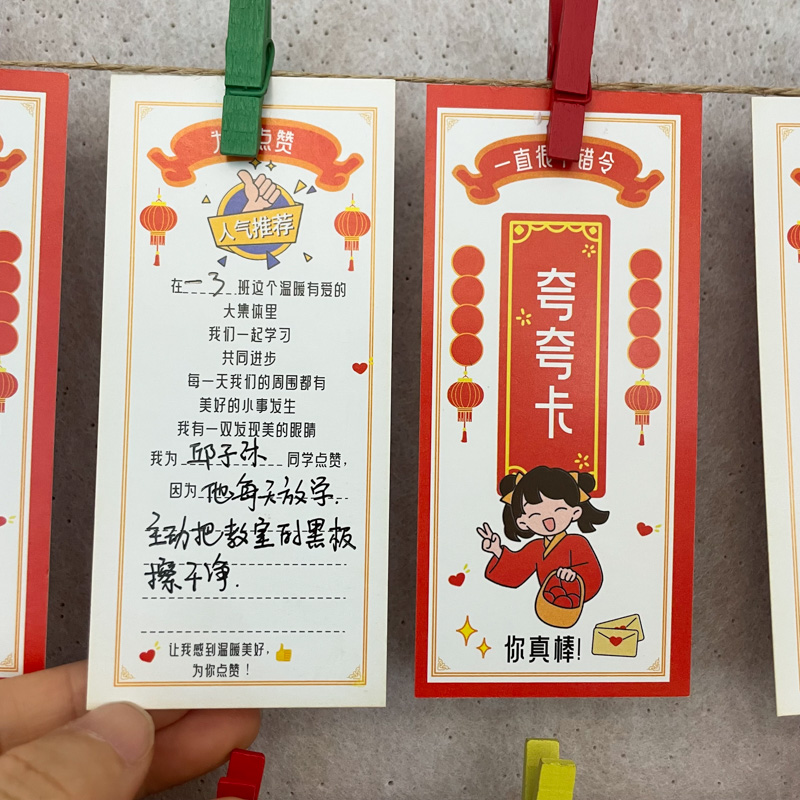 点赞
人气推荐
在一3班这个温暖有爱的
大集体里
我们一起学习
共同进步
每一天我们的周围都有
美好的小事发生
我有一双发现美的眼睛
我为邱子沐同学点赞，
因为他每天放学.
主动把教室的黑板
擦干净.
让我感到温暖美好，
为你点赞！
一直很 错令
夸夸卡
你真棒!